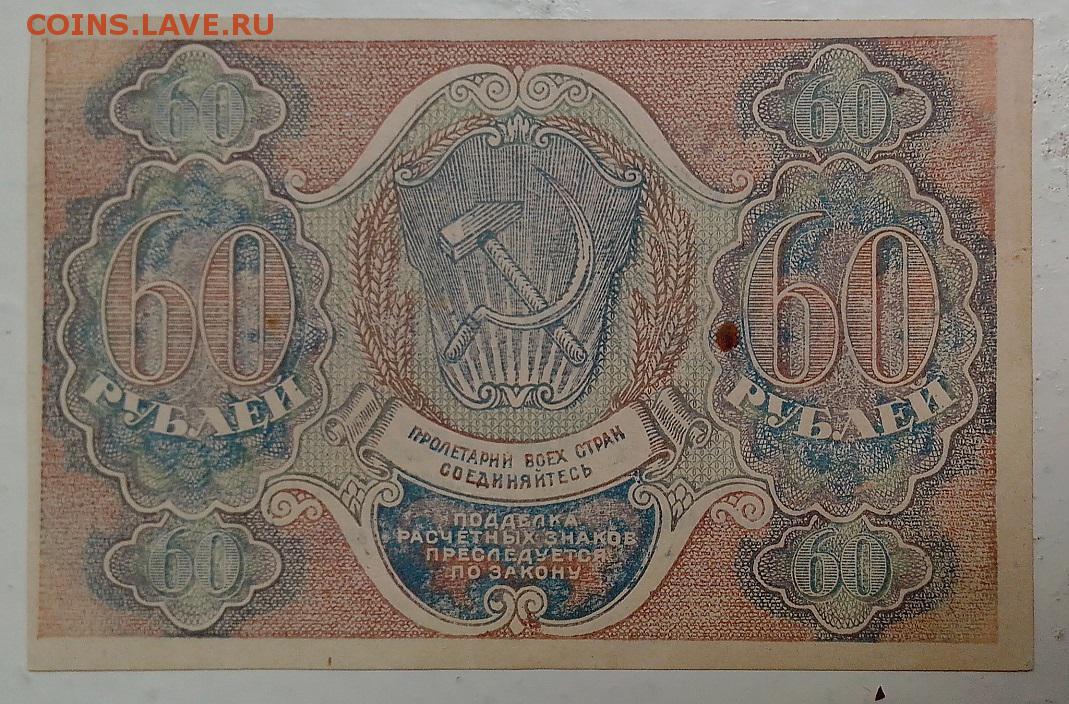 COINS.LAVE.RU
60
60
60
60
РУБЛЕЙ
РУБЛЕЙ
ПРОЛЕТАРИИ ВСЕХ СТРАН
СОЕДИНЯЙТЕСЬ
ПОДДЕЛКА
РАСЧЕТНЫХ ЗНАКОВ
ПРЕСЛЕДУЕТСЯ
ПО ЗАКОНУ
60
60